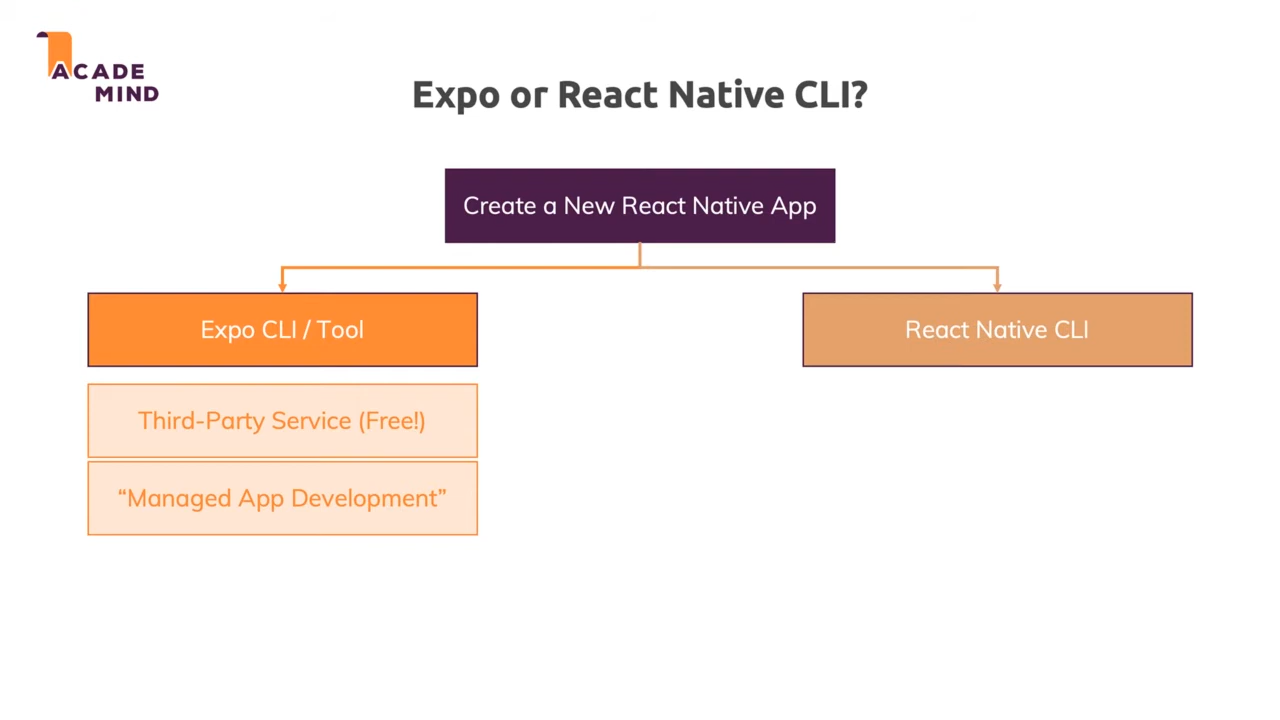 ACADE
MIND
Expo or React Native CLI?
Create a New React Native App
Expo CLI / Tool
React Native CLI
Third-Party Service (Free!)
“Managed App Development”